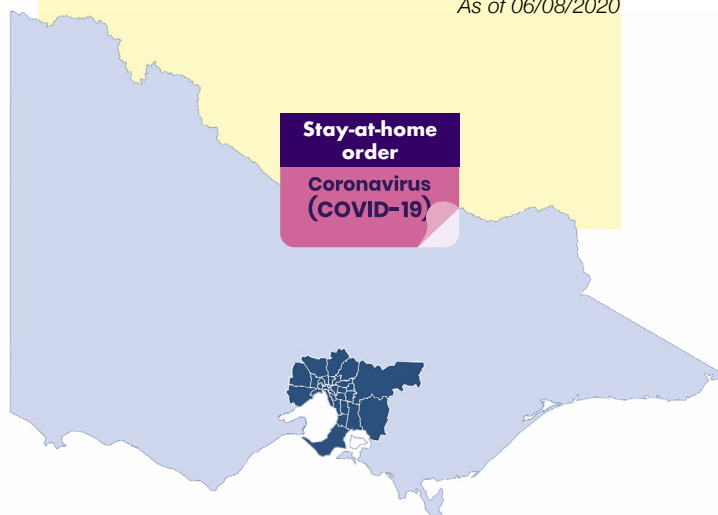 As of 06/08/2020
Stay-at-home
order
Coronavirus
(COVID-19)